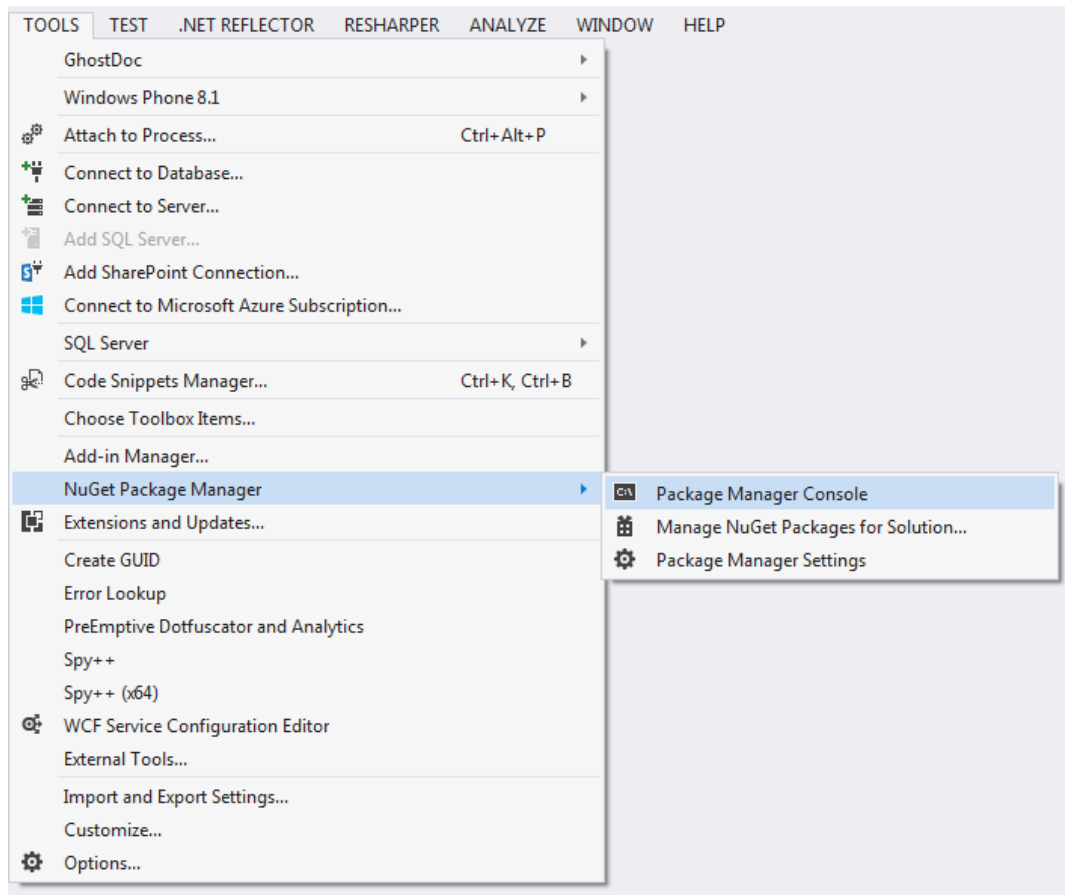 TOOLS TEST .NET REFLECTOR RESHARPER ANALYZE WINDOW HELP
GhostDoc
Windows Phone 8.1
Attach to Process... Ctrl+Alt+P
Connect to Database...
Connect to Server...
Add SQL Server...
Add SharePoint Connection...
Connect to Microsoft Azure Subscription...
SQL Server
Code Snippets Manager... Ctrl+K, Ctrl+B
Choose Toolbox Items...
Add-in Manager...
NuGet Package Manager
Extensions and Updates...
Create GUID
Error Lookup
PreEmptive Dotfuscator and Analytics
Spy++
Spy++ (x64)
WCF Service Configuration Editor
External Tools...
Import and Export Settings...
Customize...
Options...
C:\ Package Manager Console
Manage NuGet Packages for Solution...
Package Manager Settings